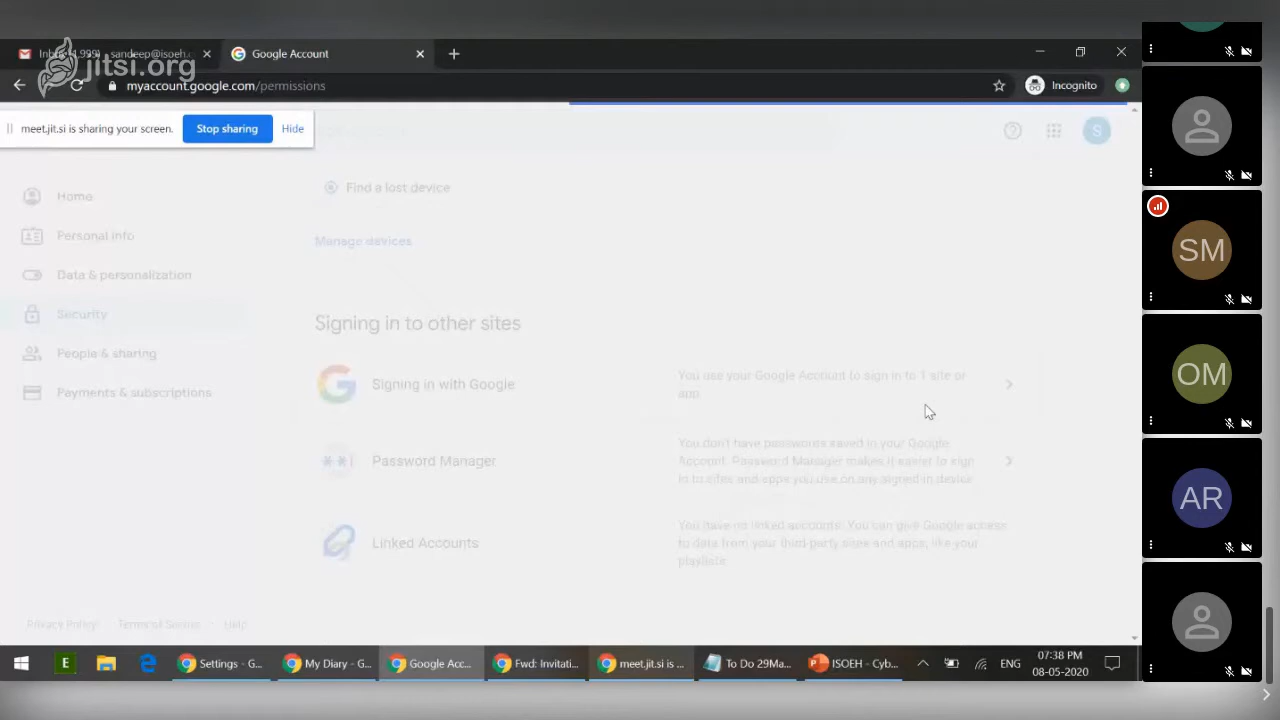 jitsi.org
Inbox (1,999) - sandeep@isoeh.
Google Account
myaccount.google.com/permissions
Incognito
meet.jit.si is sharing your screen.
Stop sharing
Hide
S
Find a lost device
Home
Manage devices
Personal info
Data & personalization
Security
Signing in to other sites
People & sharing
Signing in with Google
You use your Google Account to sign in to 1 site or
app
Payments & subscriptions
Password Manager
You don't have passwords saved in your Google
Account. Password Manager makes it easier to sign
in to sites and apps you use on any signed-in device
Linked Accounts
You have no linked accounts. You can give Google access
to data from your third-party sites and apps, like your
playlists
Privacy Policy
Terms of Service
Help
SM
OM
AR
E
Settings - G...
My Diary - G...
Google Acc...
Fwd: Invitati...
meet.jit.si is ...
To Do 29Ma...
ISOEH - Cyb...
ENG
07:38 PM
08-05-2020